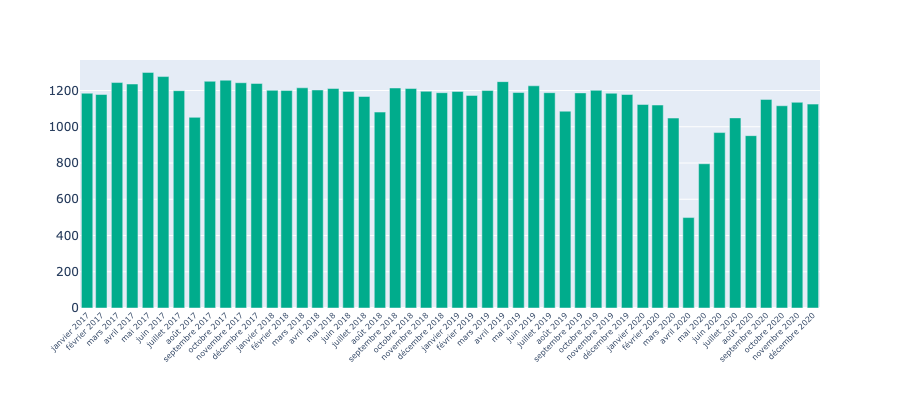 1200
1000
800
600
400
200
0
janvier 2017
février 2017
mars 2017
avril 2017
mai 2017
juin 2017
juillet 2017
août 2017
septembre 2017
octobre 2017
novembre 2017
décembre 2017
janvier 2018
février 2018
mars 2018
avril 2018
mai 2018
juin 2018
juillet 2018
août 2018
septembre 2018
octobre 2018
novembre 2018
décembre 2018
janvier 2019
février 2019
mars 2019
avril 2019
mai 2019
juin 2019
juillet 2019
août 2019
septembre 2019
octobre 2019
novembre 2019
décembre 2019
janvier 2020
février 2020
mars 2020
avril 2020
mai 2020
juin 2020
juillet 2020
août 2020
septembre 2020
octobre 2020
novembre 2020
décembre 2020